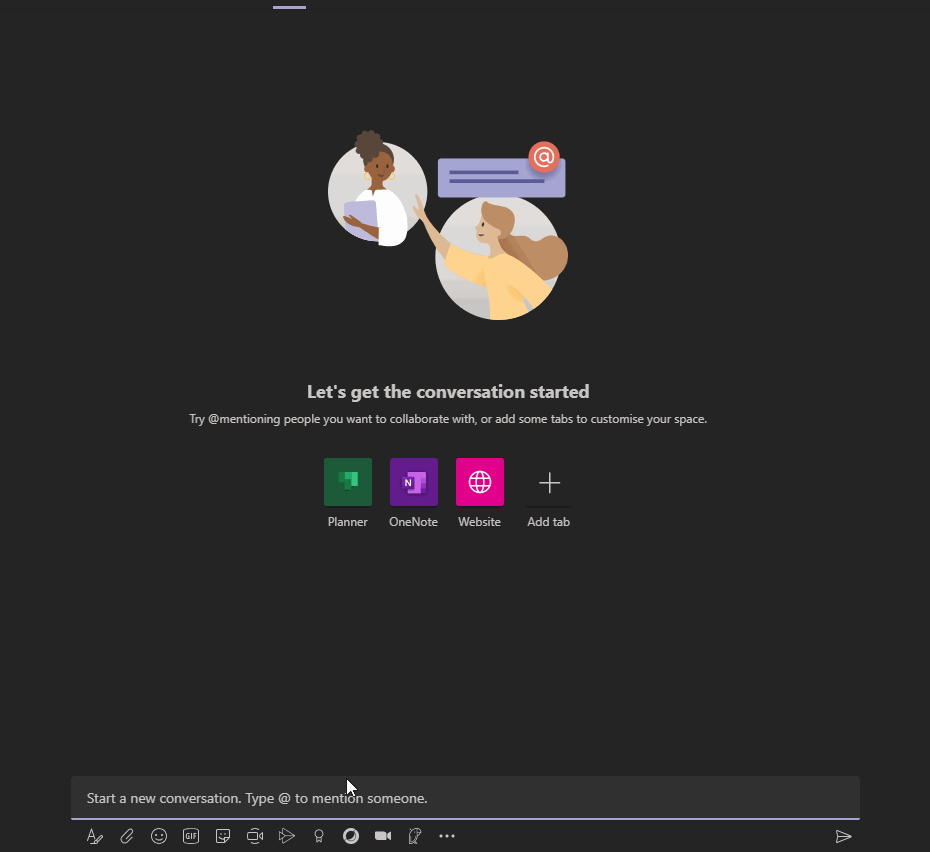 @
Let's get the conversation started
Try @mentioning people you want to collaborate with, or add some tabs to customise your space.
N
Planner
OneNote
Website
Add tab
Start a new conversation. Type @ to mention someone.
GIF